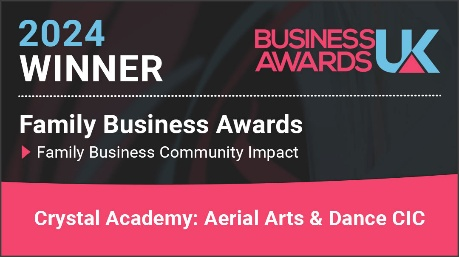 2024
WINNER
BUSINESS
AWARDS UK
Family Business Awards
Family Business Community Impact
Crystal Academy: Aerial Arts & Dance CIC